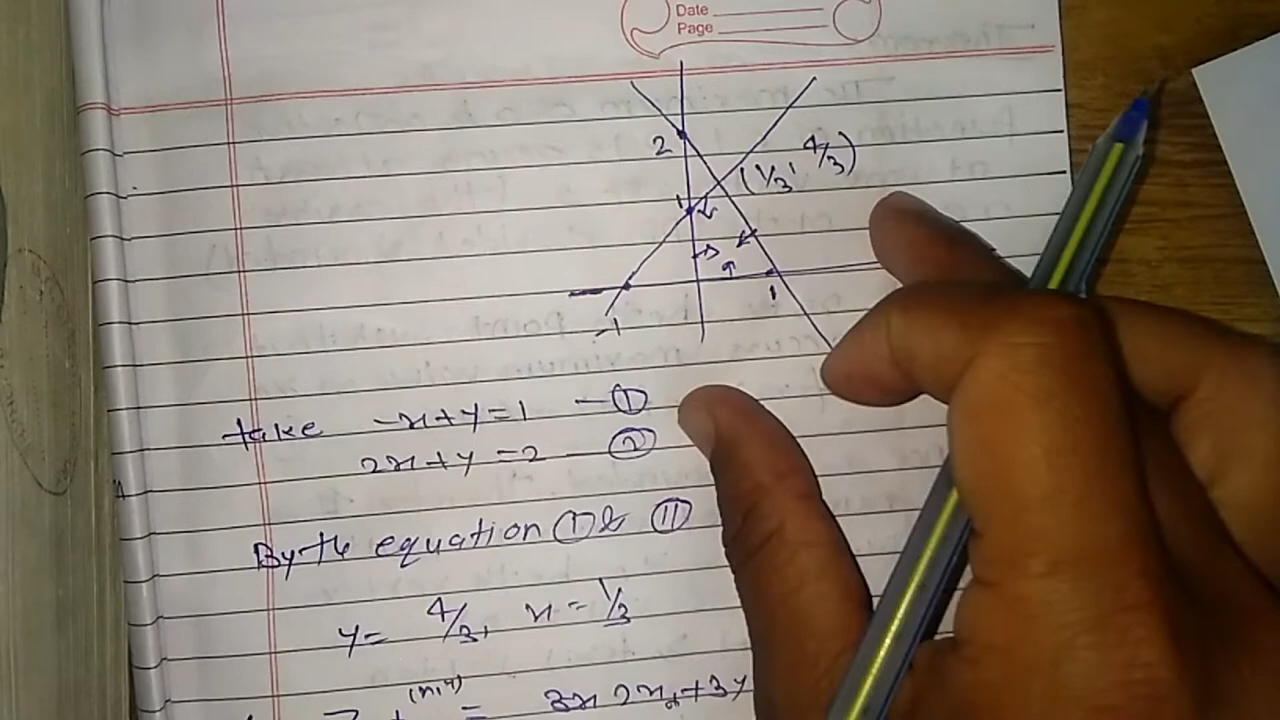 Date
Page
2
(1/3, 4/3)
1
1
-1
take -x+y=1 - ①
2x+y=2 ②
By the equation ① & ②
y= 4/3, x= 1/3
(x,y) =